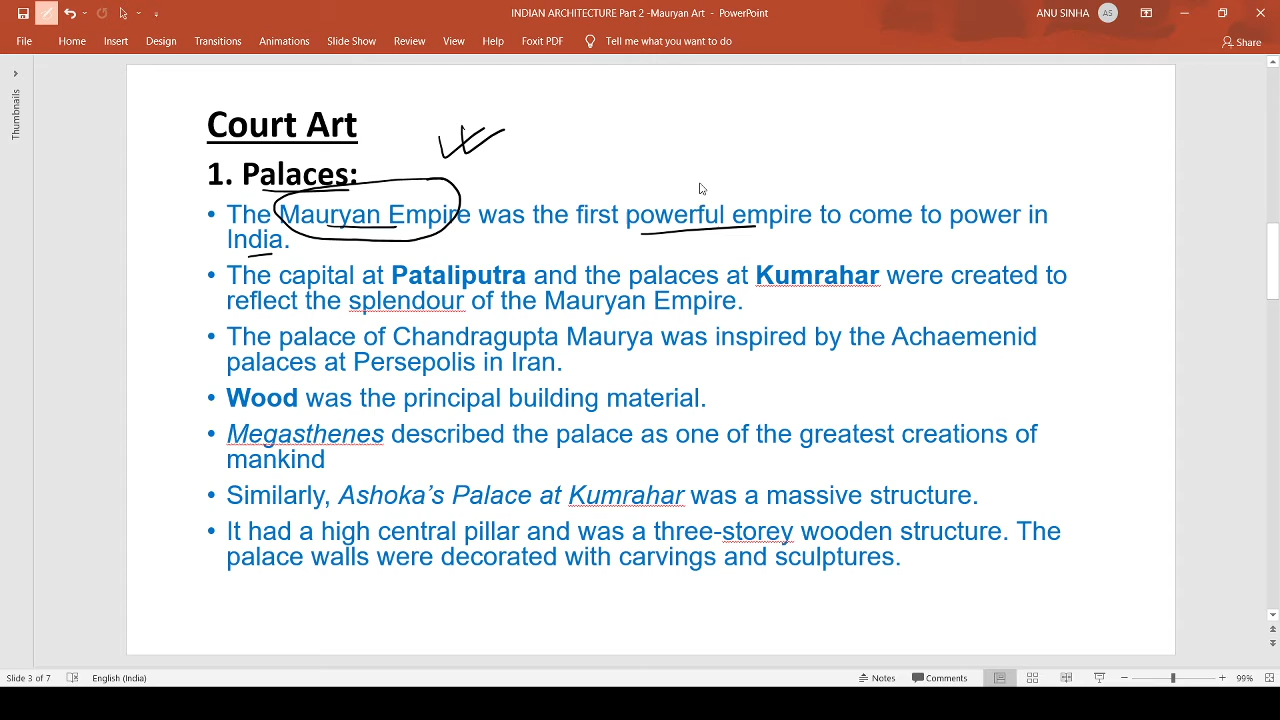 INDIAN ARCHITECTURE Part 2 -Mauryan Art - PowerPoint
ANU SINHA
AS
File Home Insert Design Transitions Animations Slide Show Review View Help Foxit PDF Tell me what you want to do
Share
Thumbnails
Court Art
1. Palaces:
• The Mauryan Empire was the first powerful empire to come to power in
India.
• The capital at Pataliputra and the palaces at Kumrahar were created to
reflect the splendour of the Mauryan Empire.
• The palace of Chandragupta Maurya was inspired by the Achaemenid
palaces at Persepolis in Iran.
• Wood was the principal building material.
• Megasthenes described the palace as one of the greatest creations of
mankind
• Similarly, Ashoka's Palace at Kumrahar was a massive structure.
• It had a high central pillar and was a three-storey wooden structure. The
palace walls were decorated with carvings and sculptures.
Slide 3 of 7 English (India) Notes Comments 99%